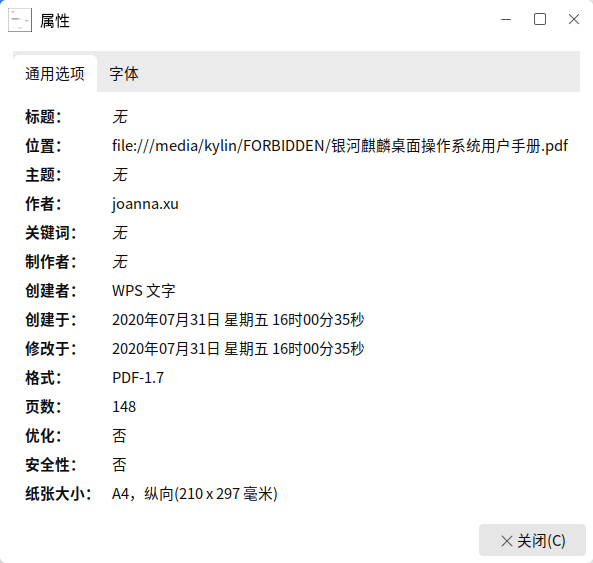 属性
通用选项 字体
标题： 无
位置： file:///media/kylin/FORBIDDEN/银河麒麟桌面操作系统用户手册.pdf
主题： 无
作者： joanna.xu
关键词： 无
制作者： 无
创建者： WPS 文字
创建于： 2020年07月31日 星期五 16时00分35秒
修改于： 2020年07月31日 星期五 16时00分35秒
格式： PDF-1.7
页数： 148
优化： 否
安全性： 否
纸张大小： A4，纵向(210 x 297 毫米)
关闭(C)